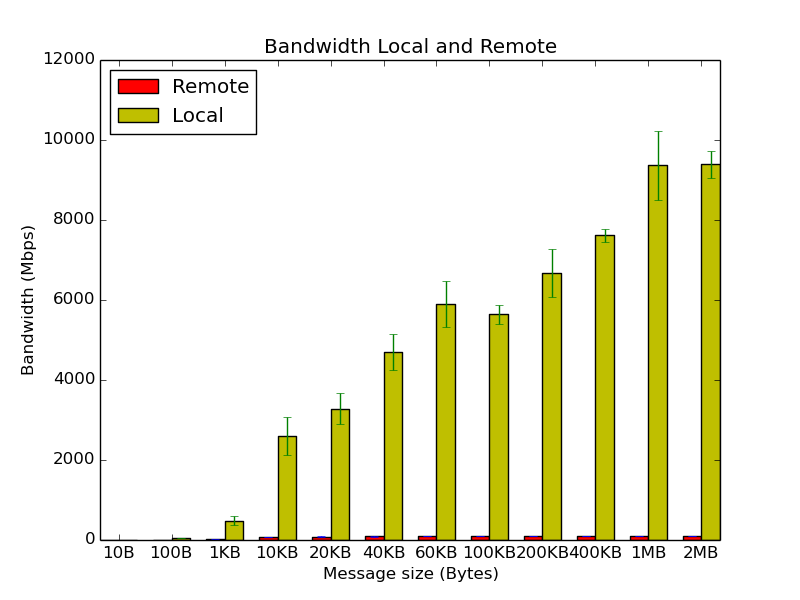 Bandwidth Local and Remote
12000
10000
8000
6000
4000
2000
0
Bandwidth (Mbps)
Remote
Local
10B 100B 1KB 10KB 20KB 40KB 60KB 100KB 200KB 400KB 1MB 2MB
Message size (Bytes)